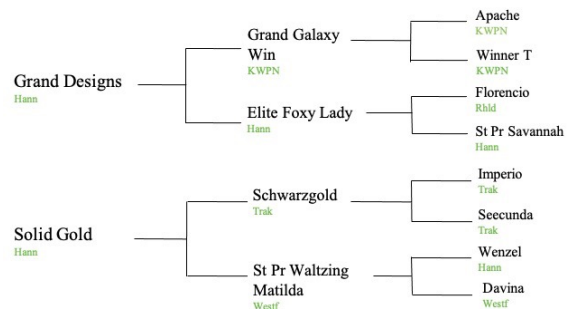 Grand Designs
Hann
Grand Galaxy
Win
KWPN
Elite Foxy Lady
Hann
Apache
KWPN
Winner T
KWPN
Florencio
Rhld
St Pr Savannah
Hann
Solid Gold
Hann
Schwarzgold
Trak
St Pr Waltzing
Matilda
Westf
Imperio
Trak
Seecunda
Trak
Wenzel
Hann
Davina
Westf